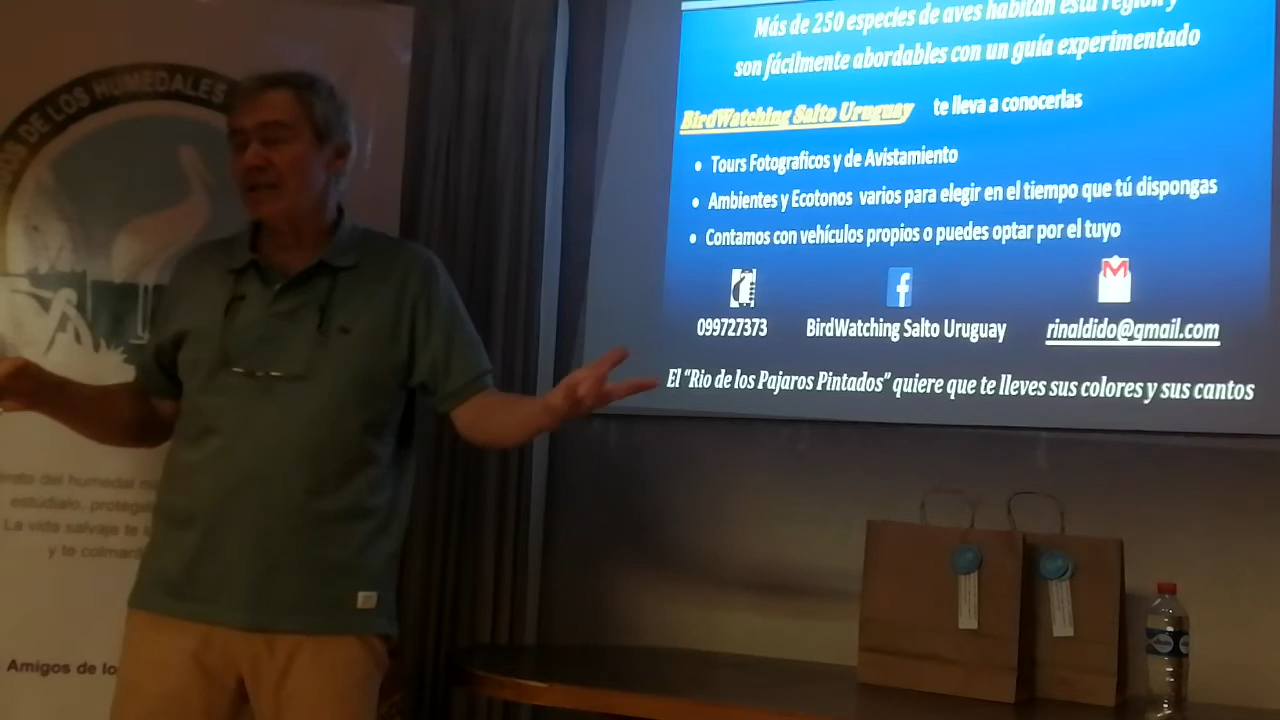 Más de 250 especies de aves habitan esta región y
son fácilmente abordables con un guía experimentado
BirdWatching Salto Uruguay te lleva a conocerlas
• Tours Fotograficos y de Avistamiento
• Ambientes y Ecotonos varios para elegir en el tiempo que tú dispongas
• Contamos con vehículos propios o puedes optar por el tuyo
099727373 BirdWatching Salto Uruguay rinaldido@gmail.com
El "Rio de los Pajaros Pintados" quiere que te lleves sus colores y sus cantos
DE LOS HUMEDALES
del humedal
estúdialo, protége
La vida salvaje te
y te colmará
Amigos de lo